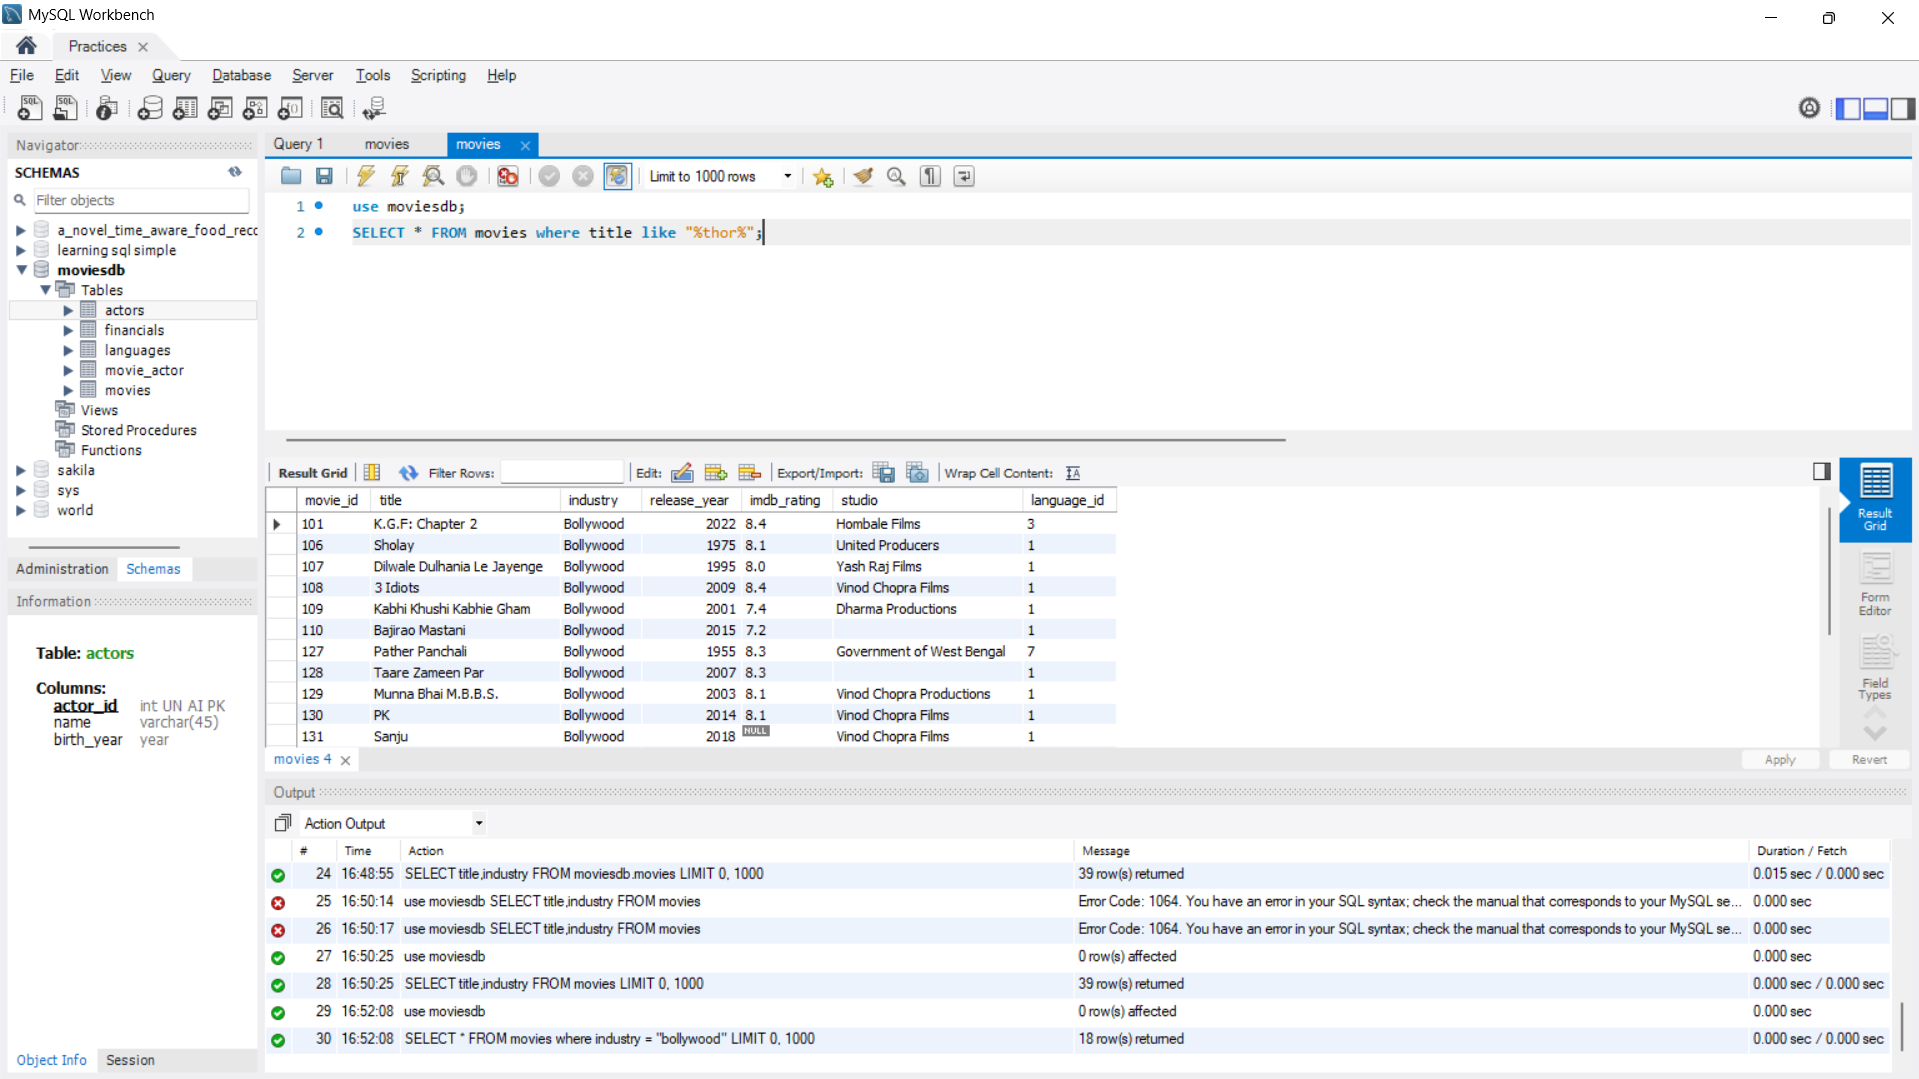 MySQL Workbench
Practices
File Edit View Query Database Server Tools Scripting Help
Navigator
SCHEMAS
Filter objects
a_novel_time_aware_food_recc
learning sql simple
moviesdb
Tables
actors
financials
languages
movie_actor
movies
Views
Stored Procedures
Functions
sakila
sys
world
Administration Schemas
Information
Table: actors
Columns:
actor_id int UN AI PK
name varchar(45)
birth_year year
Object Info Session
Query 1 movies movies
Limit to 1000 rows
1 use moviesdb;
2 SELECT * FROM movies where title like "%thor%";
Result Grid Filter Rows: Edit: Export/Import: Wrap Cell Content:
movie_id title industry release_year imdb_rating studio language_id
101 K.G.F: Chapter 2 Bollywood 2022 8.4 Hombale Films 3
106 Sholay Bollywood 1975 8.1 United Producers 1
107 Dilwale Dulhania Le Jayenge Bollywood 1995 8.0 Yash Raj Films 1
108 3 Idiots Bollywood 2009 8.4 Vinod Chopra Films 1
109 Kabhi Khushi Kabhie Gham Bollywood 2001 7.4 Dharma Productions 1
110 Bajirao Mastani Bollywood 2015 7.2 1
127 Pather Panchali Bollywood 1955 8.3 Government of West Bengal 7
128 Taare Zameen Par Bollywood 2007 8.3 1
129 Munna Bhai M.B.B.S. Bollywood 2003 8.1 Vinod Chopra Productions 1
130 PK Bollywood 2014 8.1 Vinod Chopra Films 1
131 Sanju Bollywood 2018 NULL Vinod Chopra Films 1
Result
Grid
Form
Editor
Field
Types
movies 4
Apply Revert
Output
Action Output
# Time Action Message Duration / Fetch
24 16:48:55 SELECT title,industry FROM moviesdb.movies LIMIT 0, 1000 39 row(s) returned 0.015 sec / 0.000 sec
25 16:50:14 use moviesdb SELECT title,industry FROM movies Error Code: 1064. You have an error in your SQL syntax; check the manual that corresponds to your MySQL se... 0.000 sec
26 16:50:17 use moviesdb SELECT title,industry FROM movies Error Code: 1064. You have an error in your SQL syntax; check the manual that corresponds to your MySQL se... 0.000 sec
27 16:50:25 use moviesdb 0 row(s) affected 0.000 sec
28 16:50:25 SELECT title,industry FROM movies LIMIT 0, 1000 39 row(s) returned 0.000 sec / 0.000 sec
29 16:52:08 use moviesdb 0 row(s) affected 0.000 sec
30 16:52:08 SELECT * FROM movies where industry = "bollywood" LIMIT 0, 1000 18 row(s) returned 0.000 sec / 0.000 sec